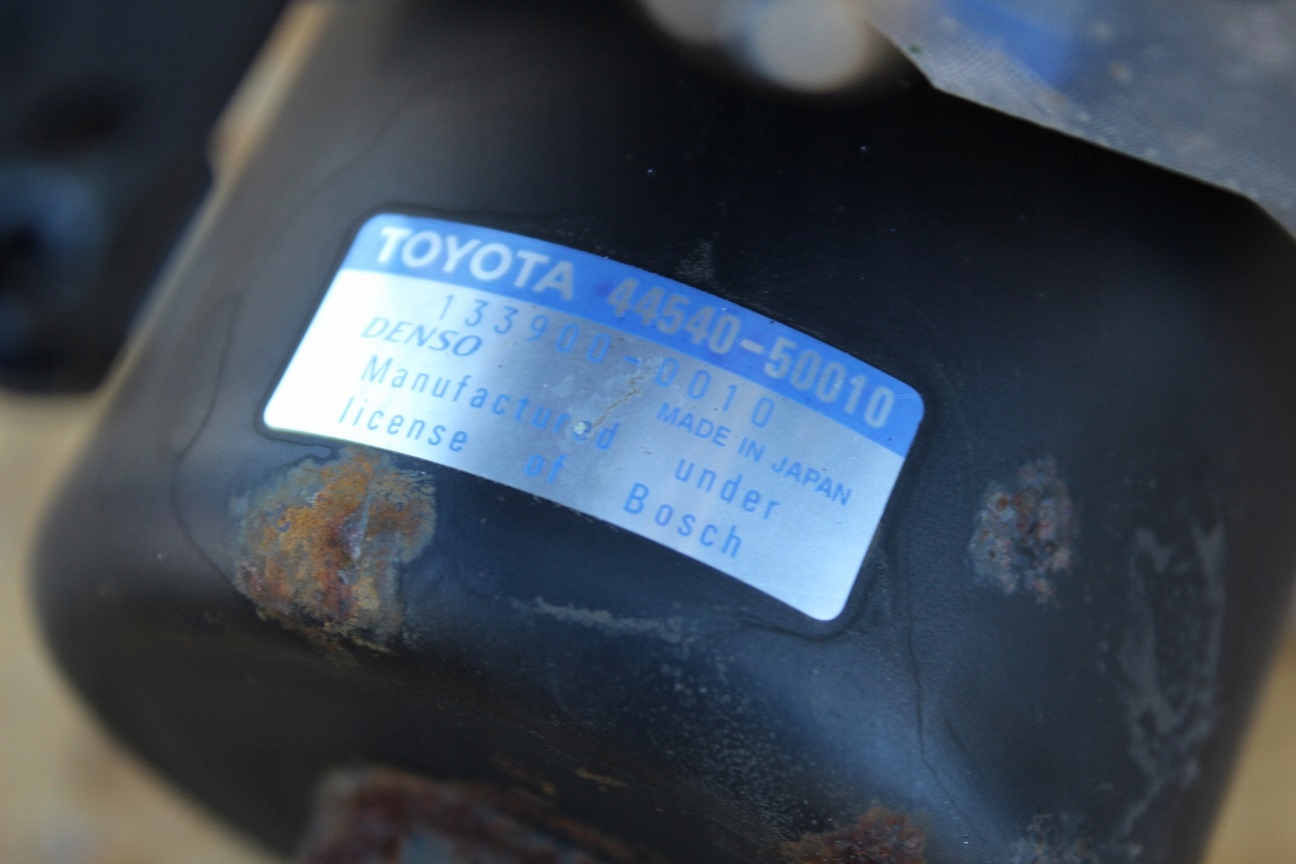 TOYOTA 44540-50010
133900-0010
DENSO MADE IN JAPAN
Manufactured under
license of Bosch